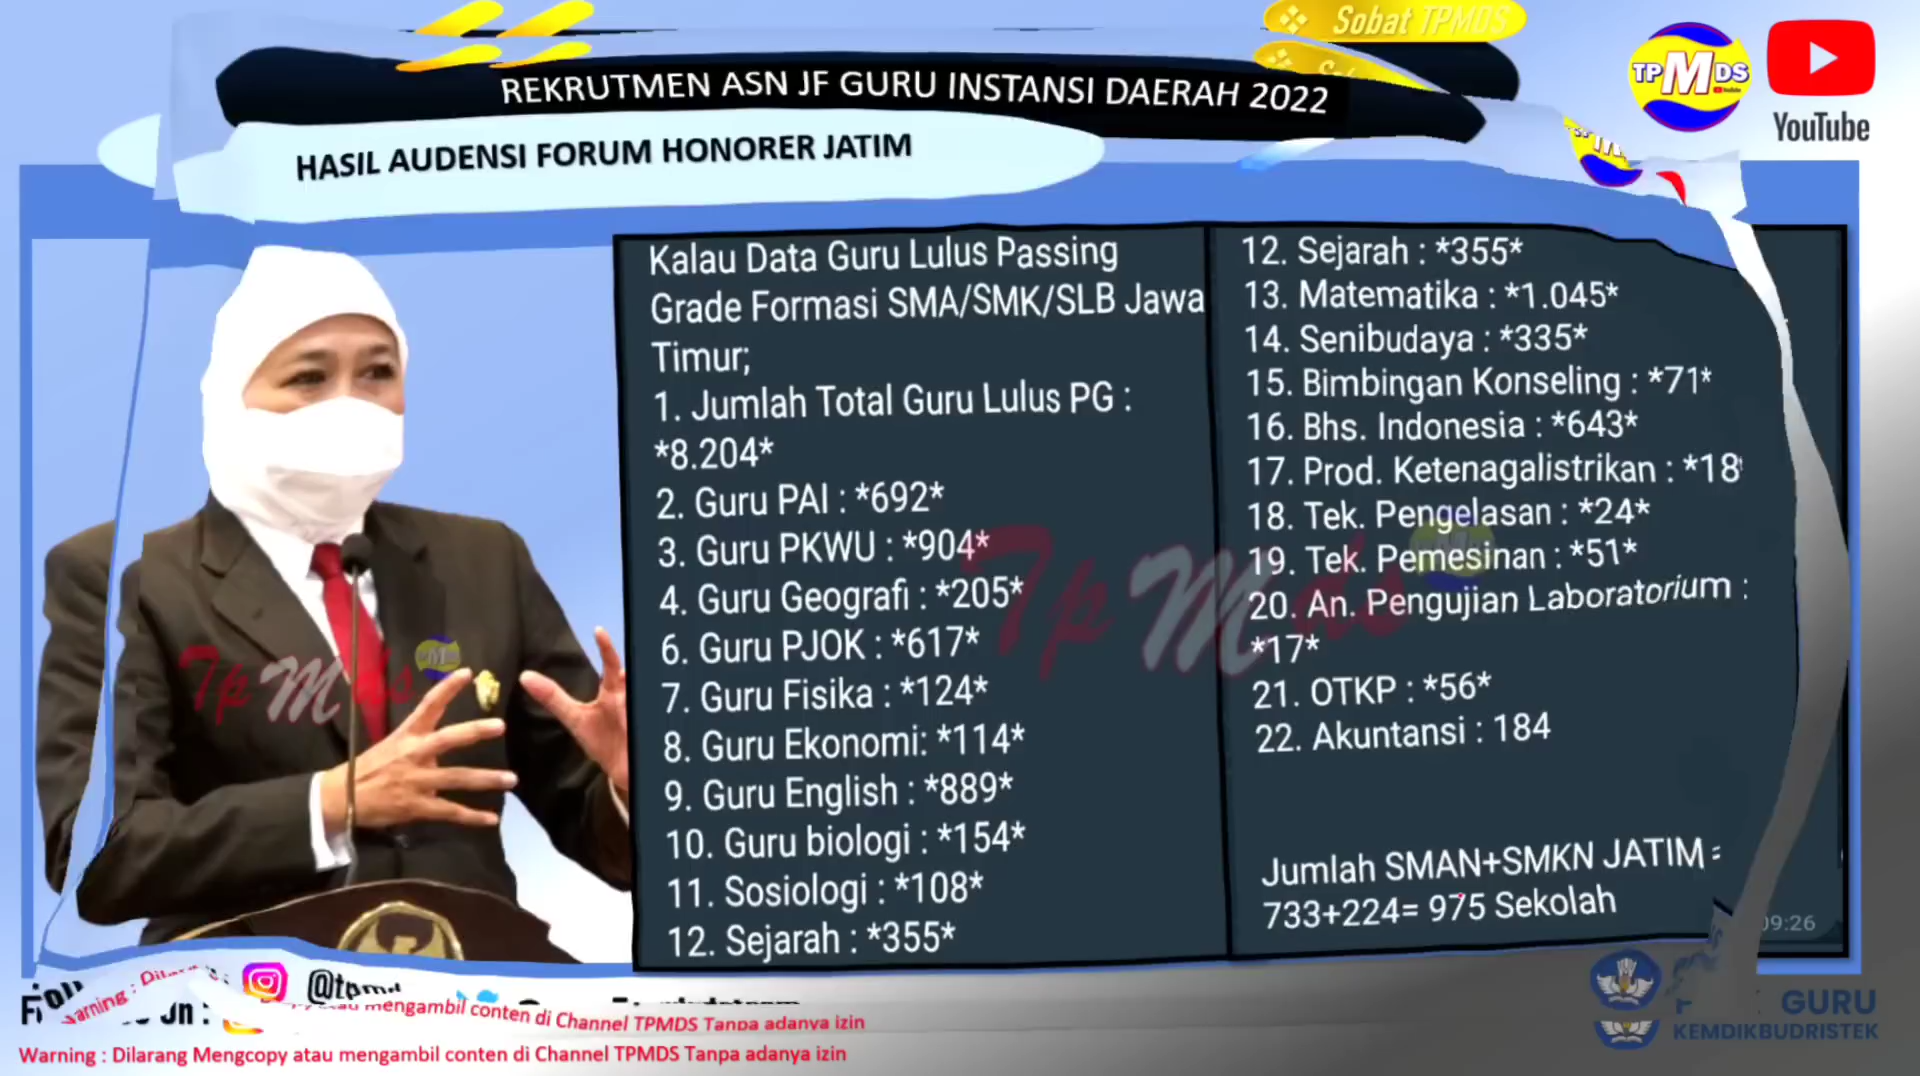 Sobat TPMDS
REKRUTMEN ASN JF GURU INSTANSI DAERAH 2022
TPMDS
YouTube
HASIL AUDENSI FORUM HONORER JATIM
Kalau Data Guru Lulus Passing
Grade Formasi SMA/SMK/SLB Jawa
Timur;
1. Jumlah Total Guru Lulus PG :
*8.204*
2. Guru PAI : *692*
3. Guru PKWU : *904*
4. Guru Geografi : *205*
6. Guru PJOK : *617*
7. Guru Fisika : *124*
8. Guru Ekonomi: *114*
9. Guru English : *889*
10. Guru biologi : *154*
11. Sosiologi : *108*
12. Sejarah : *355*
12. Sejarah : *355*
13. Matematika : *1.045*
14. Senibudaya : *335*
15. Bimbingan Konseling : *71*
16. Bhs. Indonesia : *643*
17. Prod. Ketenagalistrikan : *18*
18. Tek. Pengelasan : *24*
19. Tek. Pemesinan : *51*
20. An. Pengujian Laboratorium :
*17*
21. OTKP : *56*
22. Akuntansi : 184
Jumlah SMAN+SMKN JATIM =
733+224= 975 Sekolah
09:26
TpMds
TpMds
mengambil conten di Channel TPMDS Tanpa adanya izin
Warning : Dilarang Mengcopy atau mengambil conten di Channel TPMDS Tanpa adanya izin
GURU
KEMDIKBUDRISTEK